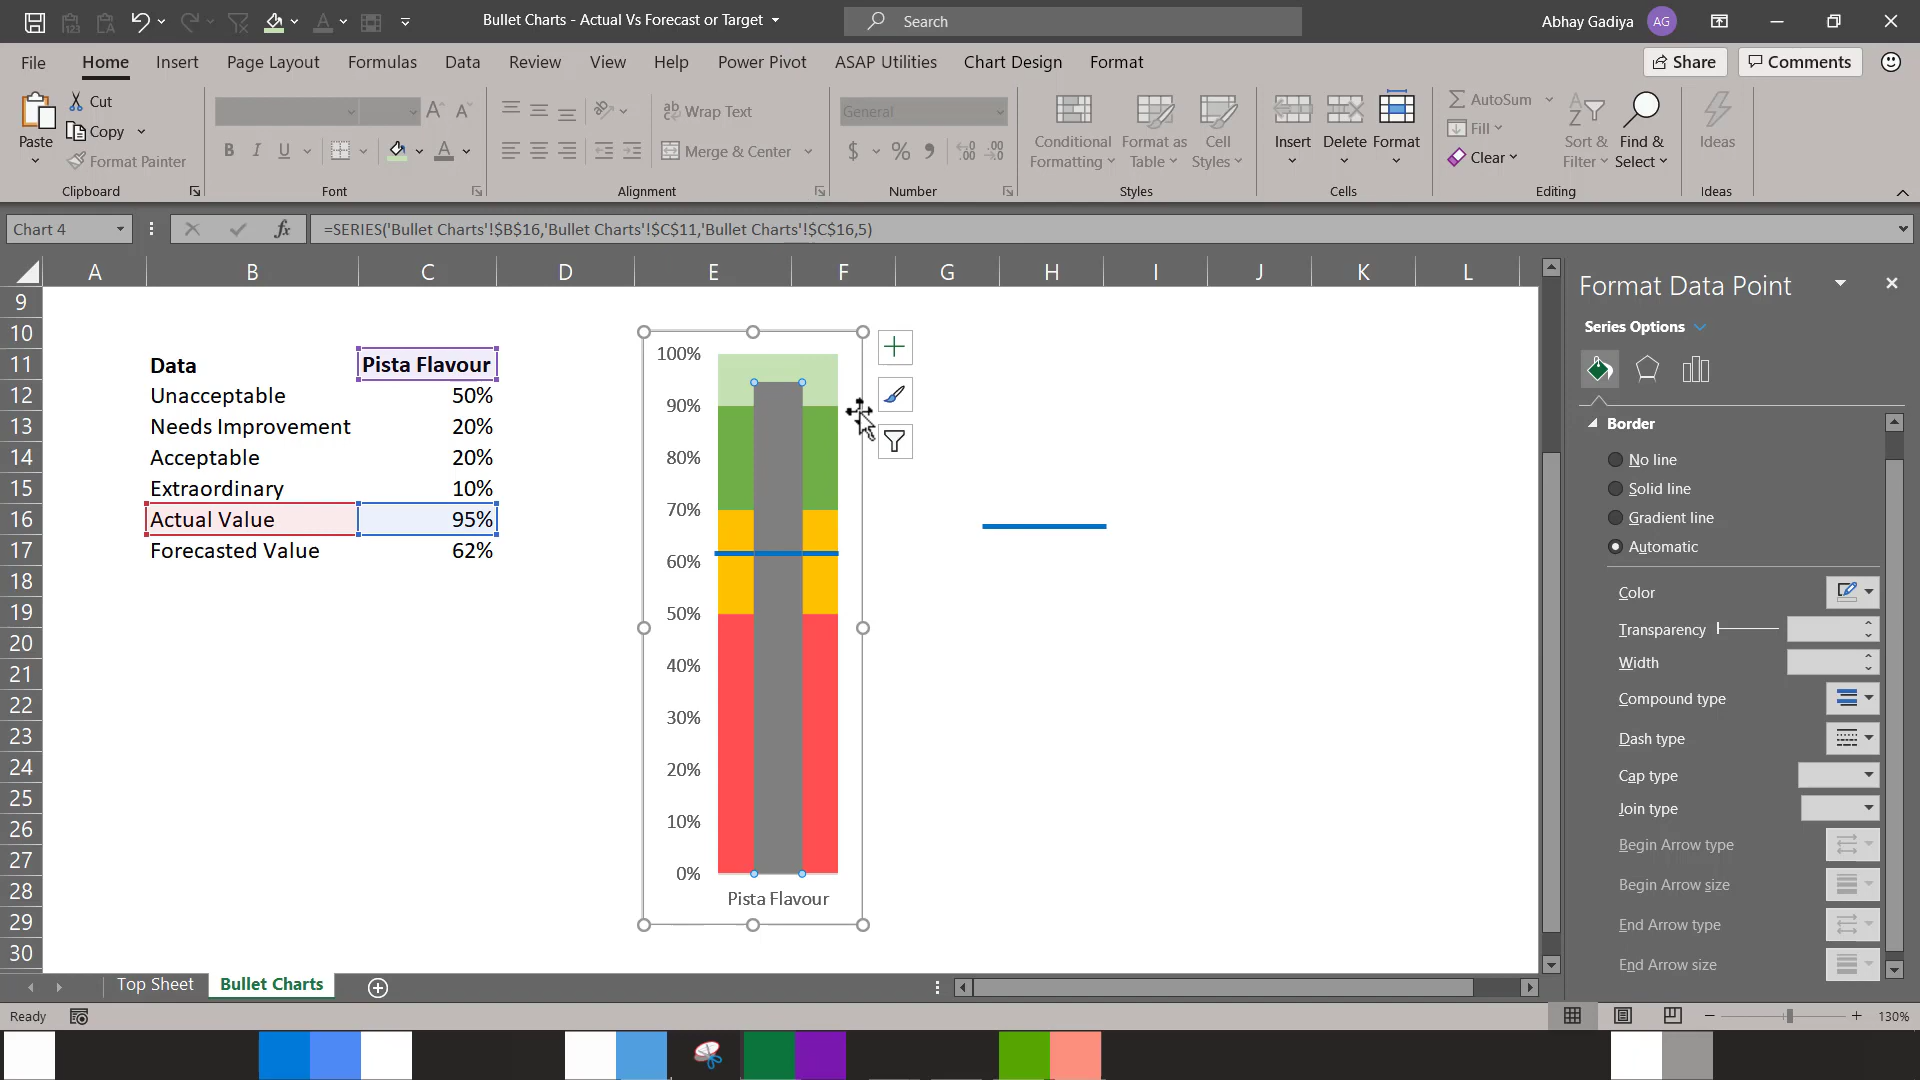 Bullet Charts - Actual Vs Forecast or Target
Search
Abhay Gadiya
AG
File Home Insert Page Layout Formulas Data Review View Help Power Pivot ASAP Utilities Chart Design Format
Share
Comments
Paste
Cut
Copy
Format Painter
Clipboard
B I U A
Font
Wrap Text
Merge & Center
Alignment
General
$ %
Number
Conditional Formatting
Format as Table
Cell Styles
Styles
Insert Delete Format
Cells
AutoSum
Fill
Clear
Sort & Filter
Find & Select
Editing
Ideas
Ideas
Chart 4
fx
=SERIES('Bullet Charts'!$B$16,'Bullet Charts'!$C$11,'Bullet Charts'!$C$16,5)
A B C D E F G H I J K L
9
10
11 Data Pista Flavour
12 Unacceptable 50%
13 Needs Improvement 20%
14 Acceptable 20%
15 Extraordinary 10%
16 Actual Value 95%
17 Forecasted Value 62%
18
19
20
21
22
23
24
25
26
27
28
29
30
100%
90%
80%
70%
60%
50%
40%
30%
20%
10%
0%
Pista Flavour
Format Data Point
Series Options
Border
No line
Solid line
Gradient line
Automatic
Color
Transparency
Width
Compound type
Dash type
Cap type
Join type
Begin Arrow type
Begin Arrow size
End Arrow type
End Arrow size
Top Sheet
Bullet Charts
Ready
130%